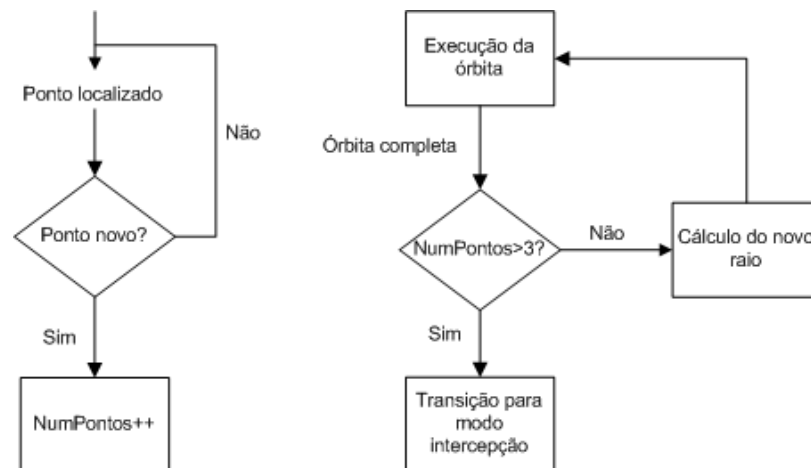 Ponto localizado
Não
Ponto novo?
Sim
NumPontos++
Execução da
órbita
Órbita completa
NumPontos>3?
Não
Cálculo do novo
raio
Sim
Transição para
modo
intercepção